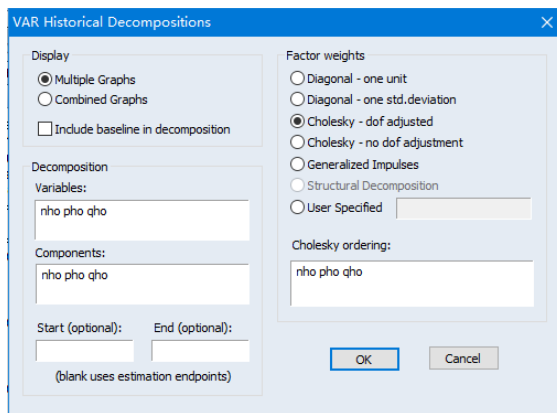 VAR Historical Decompositions
Display
Multiple Graphs
Combined Graphs
Include baseline in decomposition
Decomposition
Variables:
nho pho qho
Components:
nho pho qho
Start (optional): End (optional):
(blank uses estimation endpoints)
Factor weights
Diagonal - one unit
Diagonal - one std.deviation
Cholesky - dof adjusted
Cholesky - no dof adjustment
Generalized Impulses
Structural Decomposition
User Specified
Cholesky ordering:
nho pho qho
OK Cancel